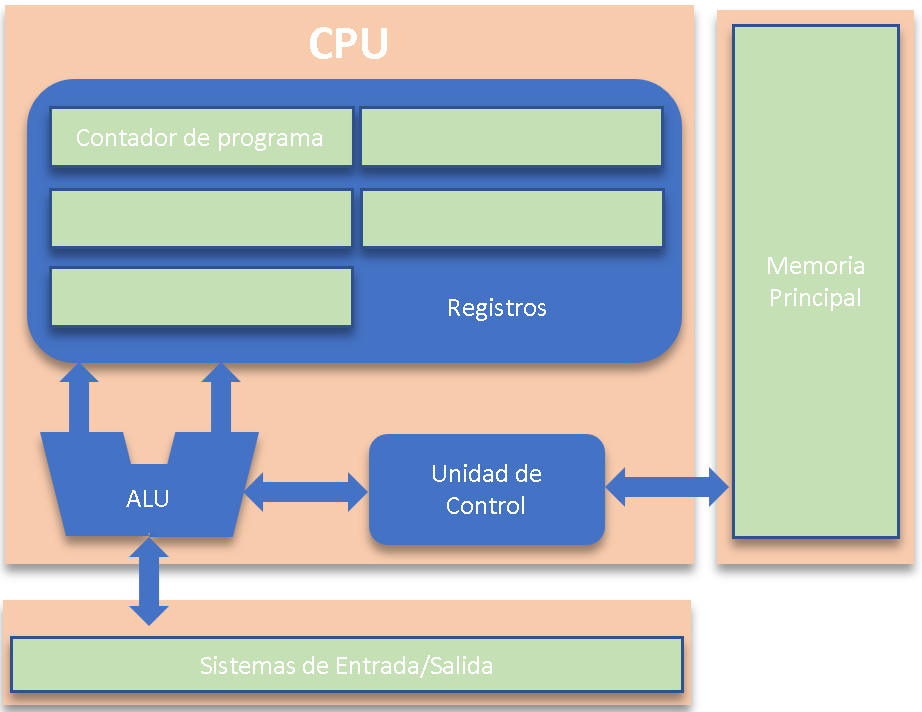 CPU
Contador de programa
Registros
Memoria
Principal
ALU
Unidad de
Control
Sistemas de Entrada/Salida